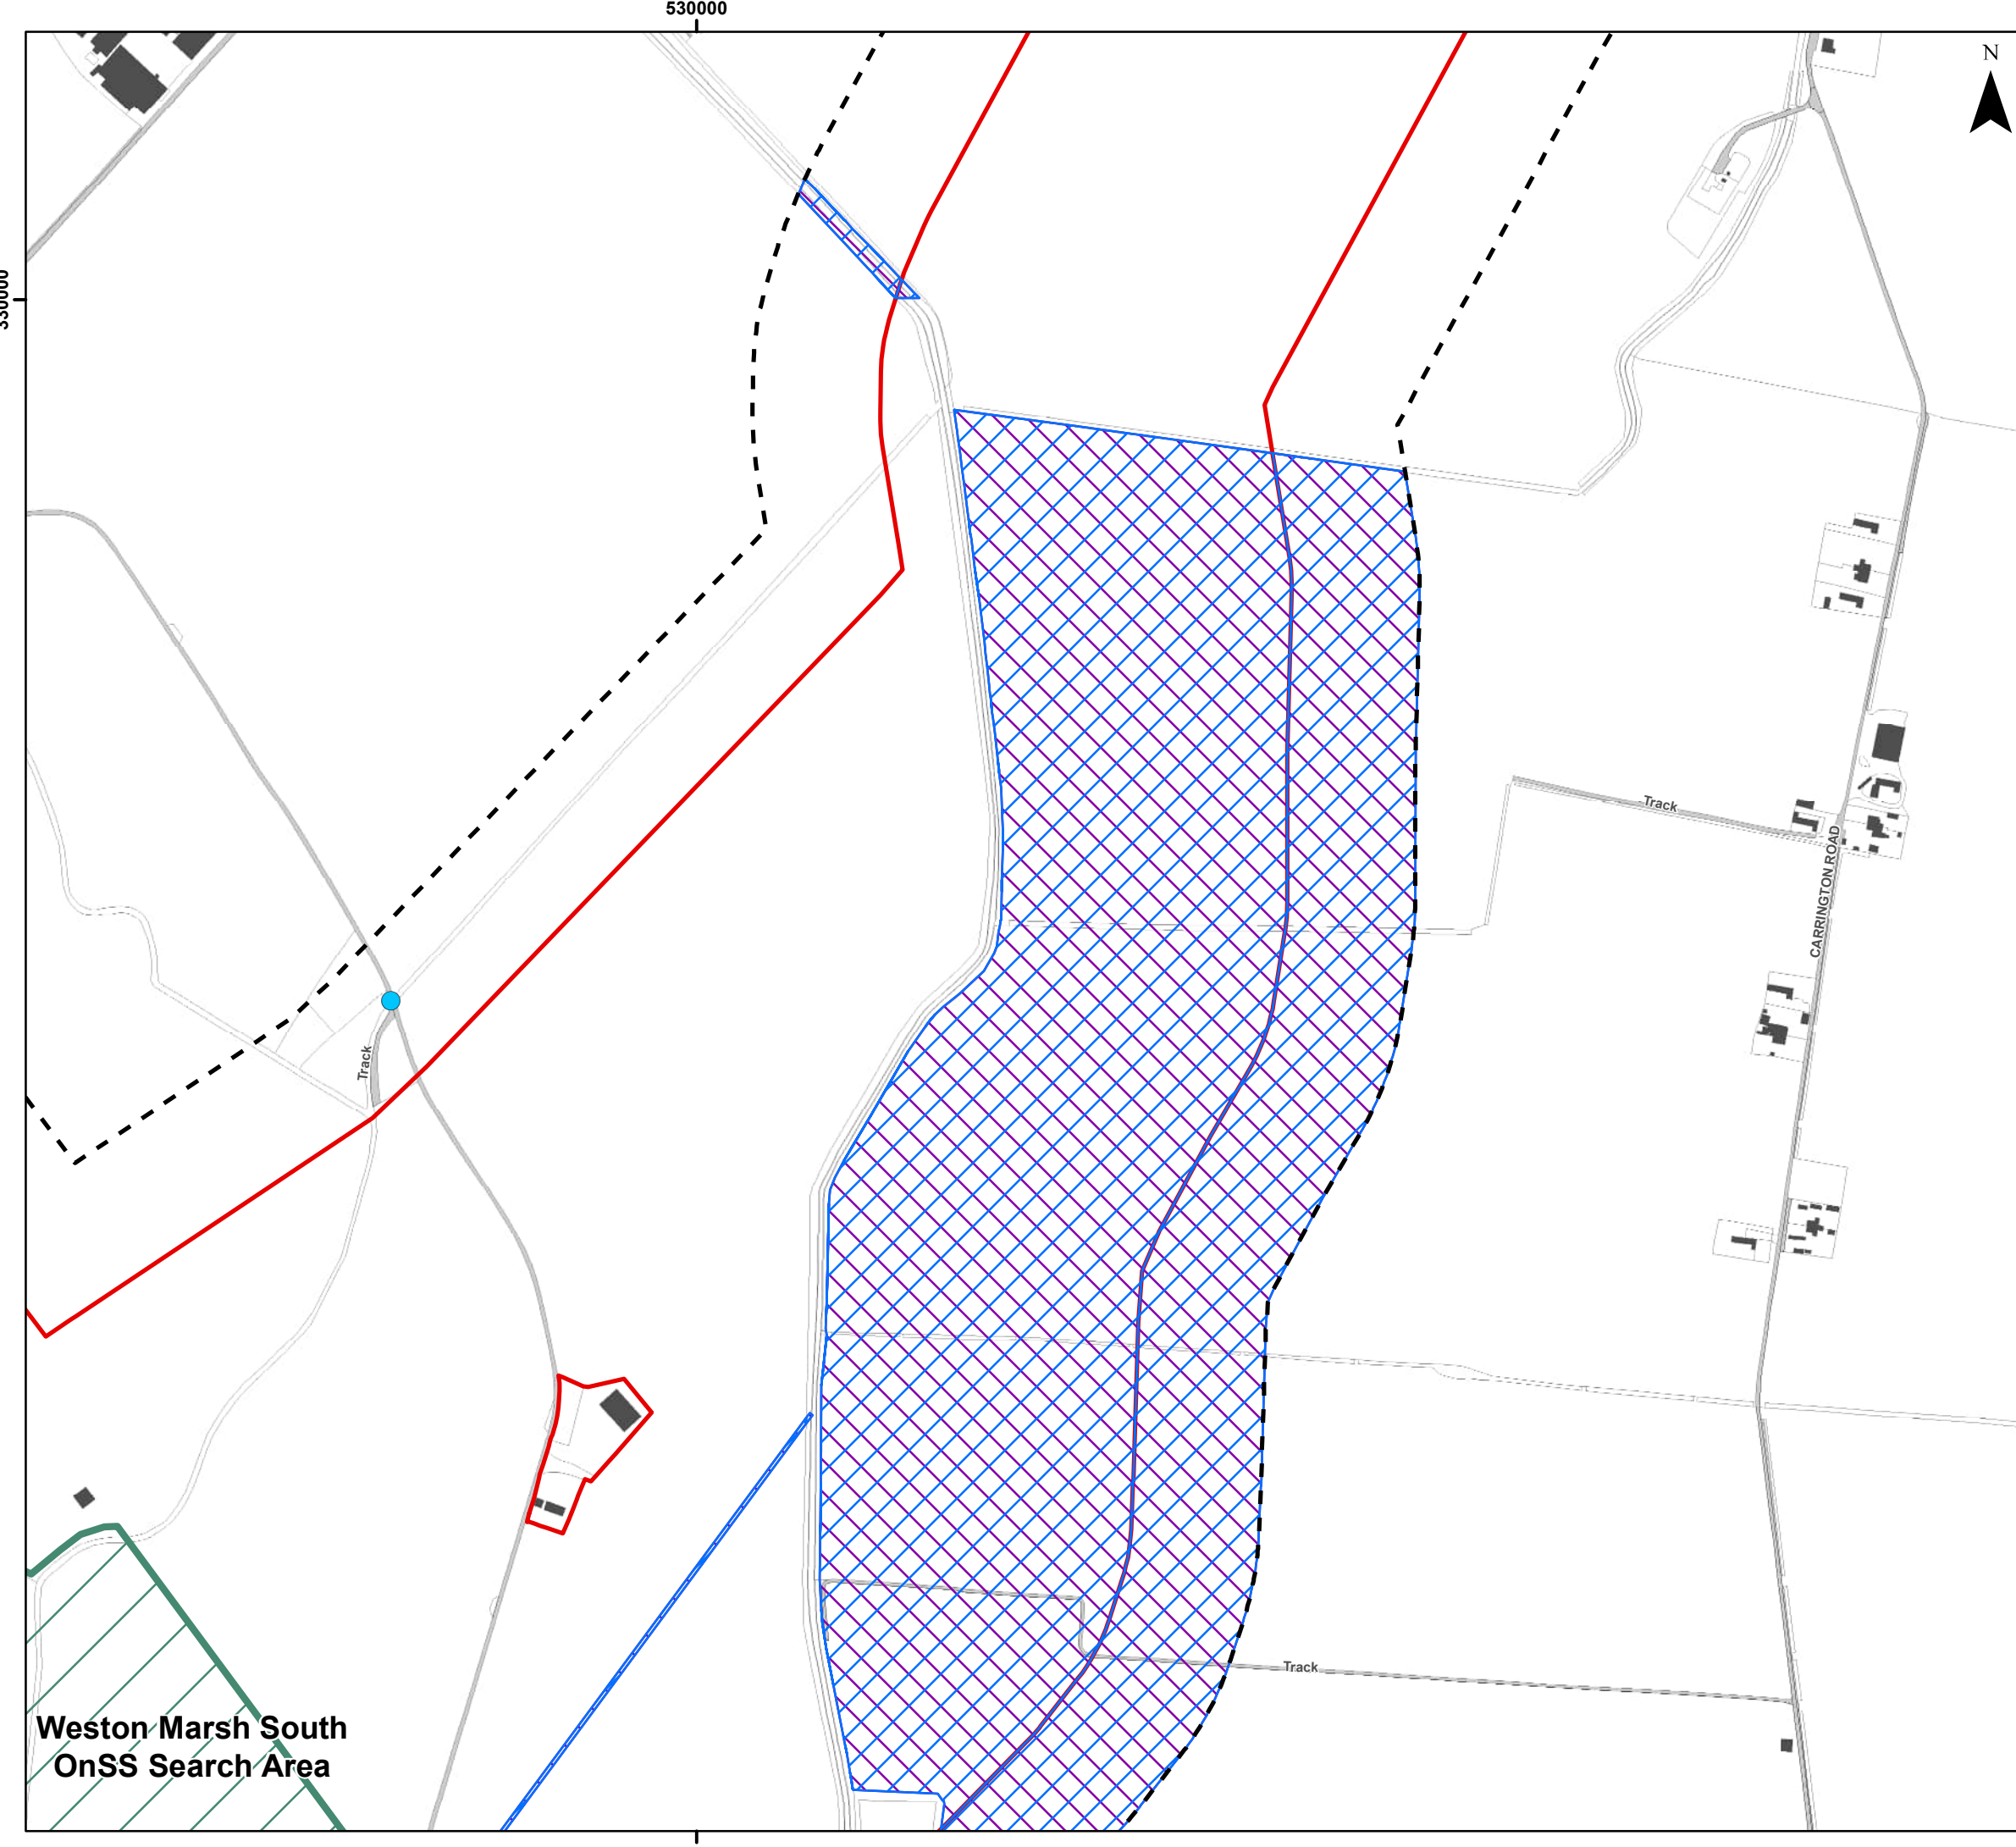 530000
N
330000
Track
CARRINGTON ROAD
Track
Track
Weston Marsh South
OnSS Search Area